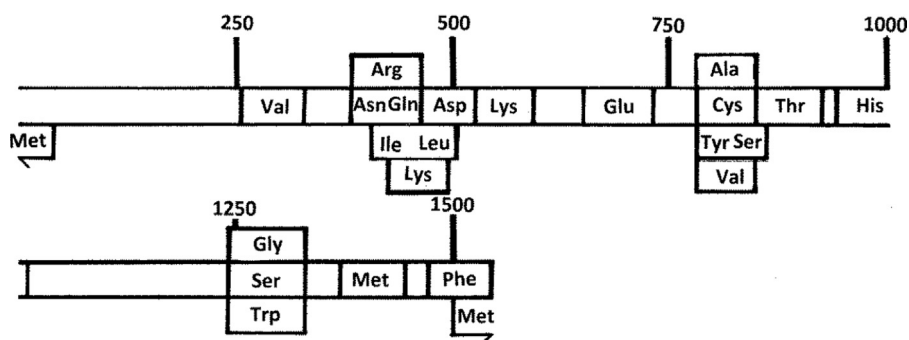 250 500 750 1000
Arg Ala
Val Asn Gln Asp Lys Glu Cys Thr His
Met Ile Leu Tyr Ser
Lys Val
1250 1500
Gly
Ser Met Phe
Trp Met